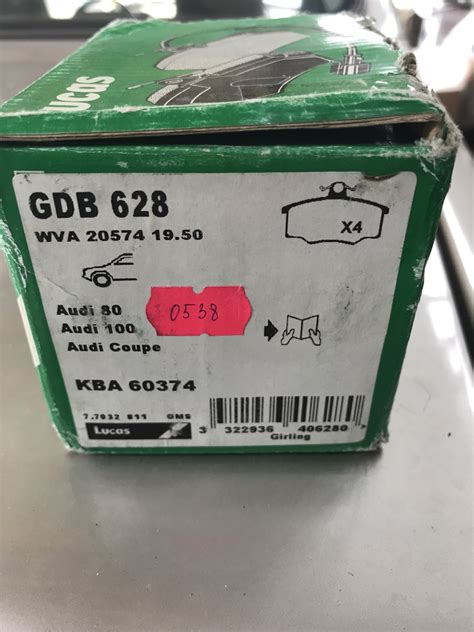 Lucas
GDB 628
WVA 20574 19.50
X4
Audi 80
Audi 100
Audi Coupe
0538
KBA 60374
7.7932 811 GMS
Lucas
3 322936 406280
Girling